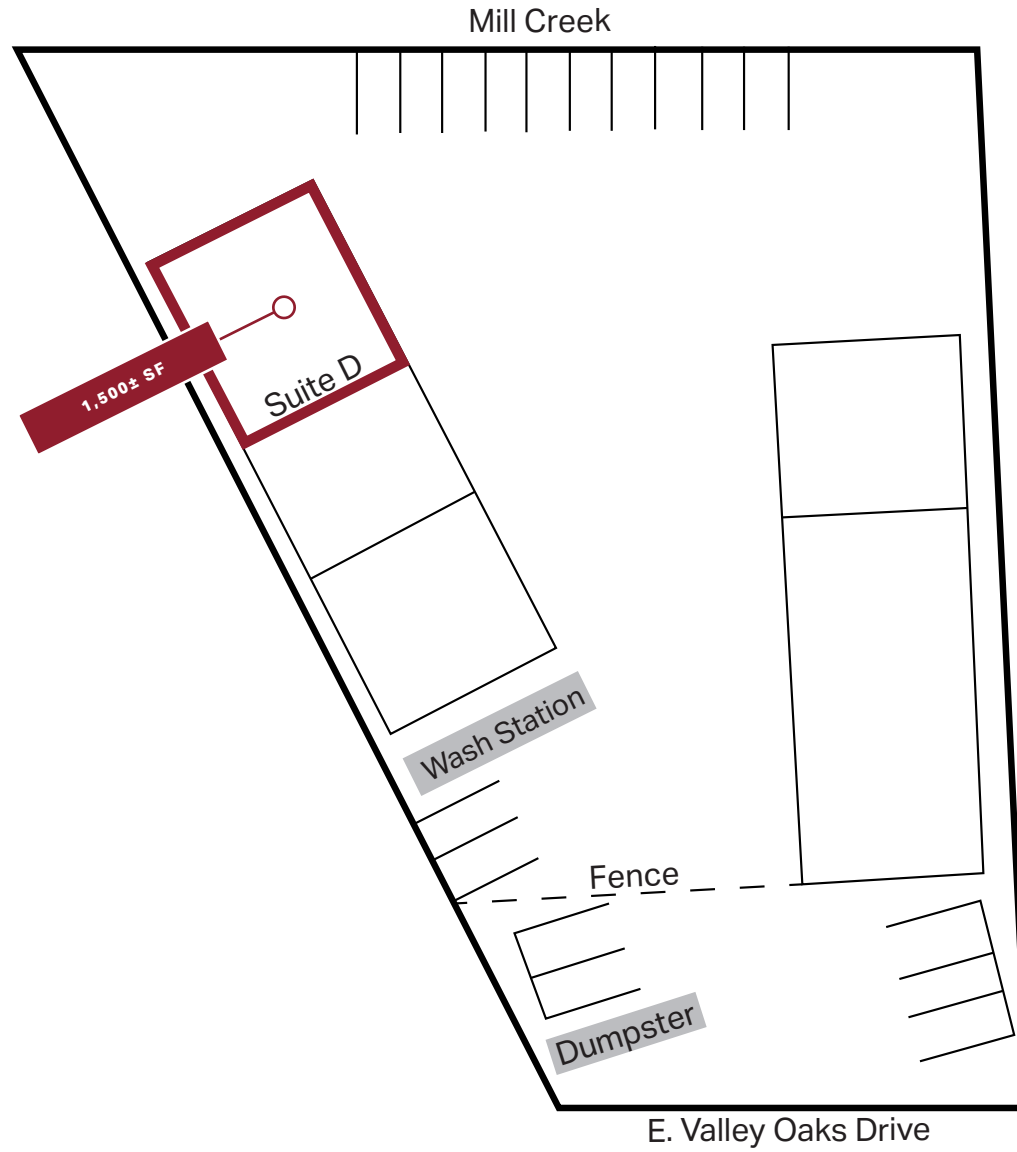 Mill Creek
1,500± SF
Suite D
Wash Station
Fence
Dumpster
E. Valley Oaks Drive